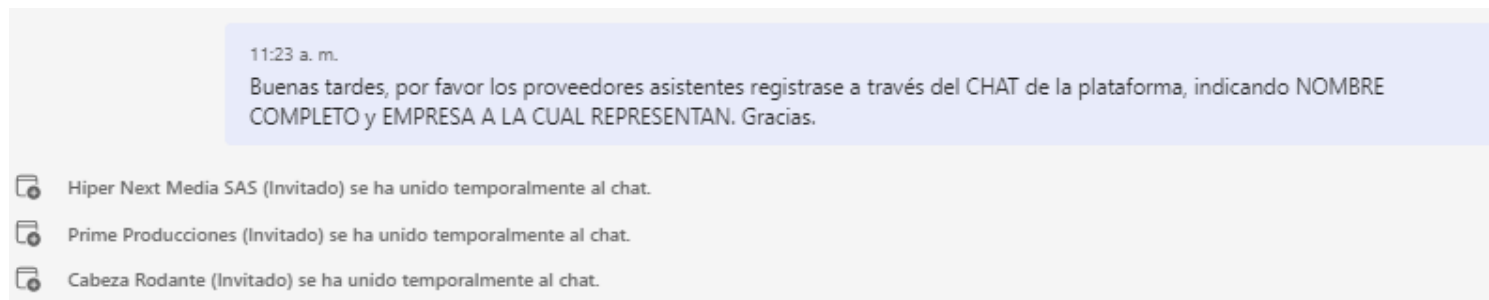 11:23 a. m.
Buenas tardes, por favor los proveedores asistentes registrase a través del CHAT de la plataforma, indicando NOMBRE
COMPLETO y EMPRESA A LA CUAL REPRESENTAN. Gracias.
Hiper Next Media SAS (Invitado) se ha unido temporalmente al chat.
Prime Producciones (Invitado) se ha unido temporalmente al chat.
Cabeza Rodante (Invitado) se ha unido temporalmente al chat.